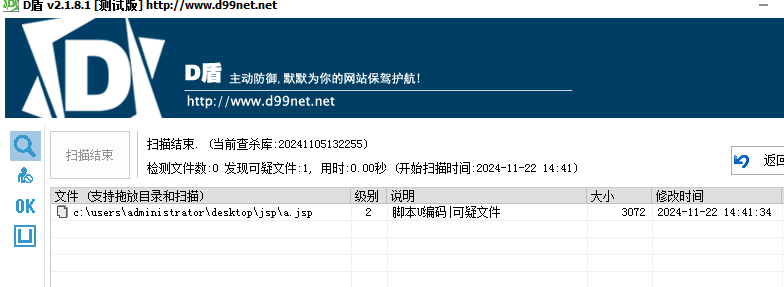 D盾 v2.1.8.1 [测试版] http://www.d99net.net
D盾 主动防御,默默为你的网站保驾护航!
http://www.d99net.net
扫描结束
扫描结束. (当前查杀库:20241105132255)
检测文件数:0 发现可疑文件:1, 用时:0.00秒 (开始扫描时间:2024-11-22 14:41)
返回
OK
文件 (支持拖放目录和扫描) 级别 说明 大小 修改时间
c:\users\administrator\desktop\jsp\a.jsp 2 脚本U编码|可疑文件 3072 2024-11-22 14:41:34